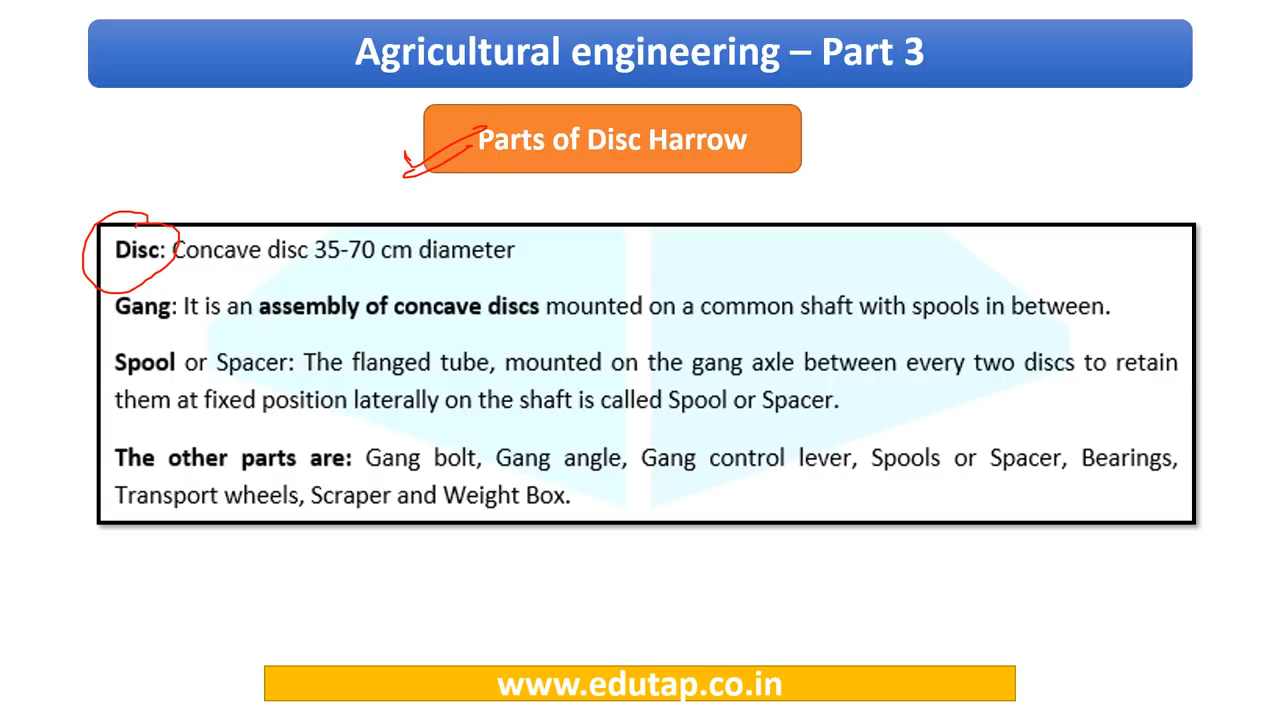 Agricultural engineering – Part 3
Parts of Disc Harrow
Disc: Concave disc 35-70 cm diameter
Gang: It is an assembly of concave discs mounted on a common shaft with spools in between.
Spool or Spacer: The flanged tube, mounted on the gang axle between every two discs to retain
them at fixed position laterally on the shaft is called Spool or Spacer.
The other parts are: Gang bolt, Gang angle, Gang control lever, Spools or Spacer, Bearings,
Transport wheels, Scraper and Weight Box.
www.edutap.co.in